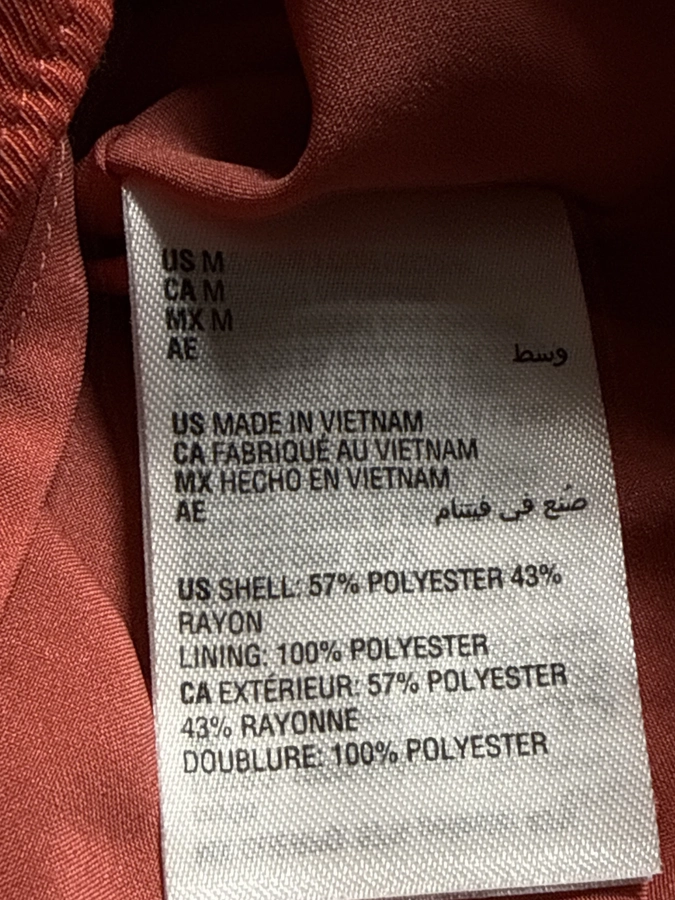 US M
CA M
MX M
AE وسط
US MADE IN VIETNAM
CA FABRIQUÉ AU VIETNAM
MX HECHO EN VIETNAM
AE صُنع في فيتنام
US SHELL: 57% POLYESTER 43%
RAYON
LINING: 100% POLYESTER
CA EXTÉRIEUR: 57% POLYESTER
43% RAYONNE
DOUBLURE: 100% POLYESTER